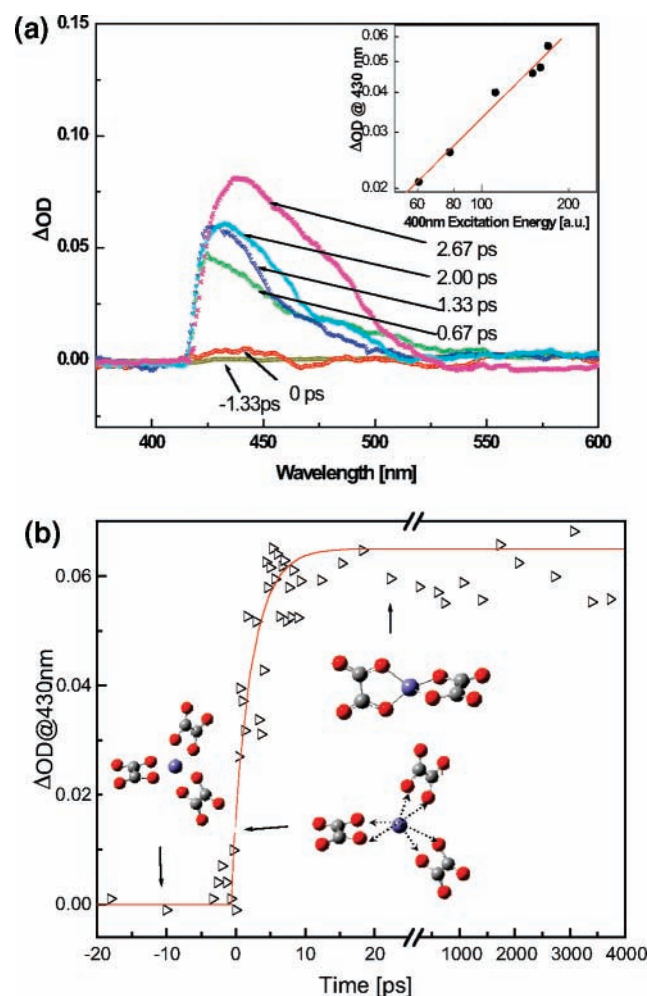 (a)
0.15
0.10
0.05
0.00
ΔOD
400
450
500
550
600
Wavelength [nm]
2.67 ps
2.00 ps
1.33 ps
0.67 ps
0 ps
-1.33ps
0.06
0.05
0.04
0.03
0.02
ΔOD @ 430 nm
60
80
100
200
400nm Excitation Energy [a.u.]
(b)
0.06
0.04
0.02
0.00
ΔOD@430nm
-20
-10
0
10
20
1000
2000
3000
4000
Time [ps]